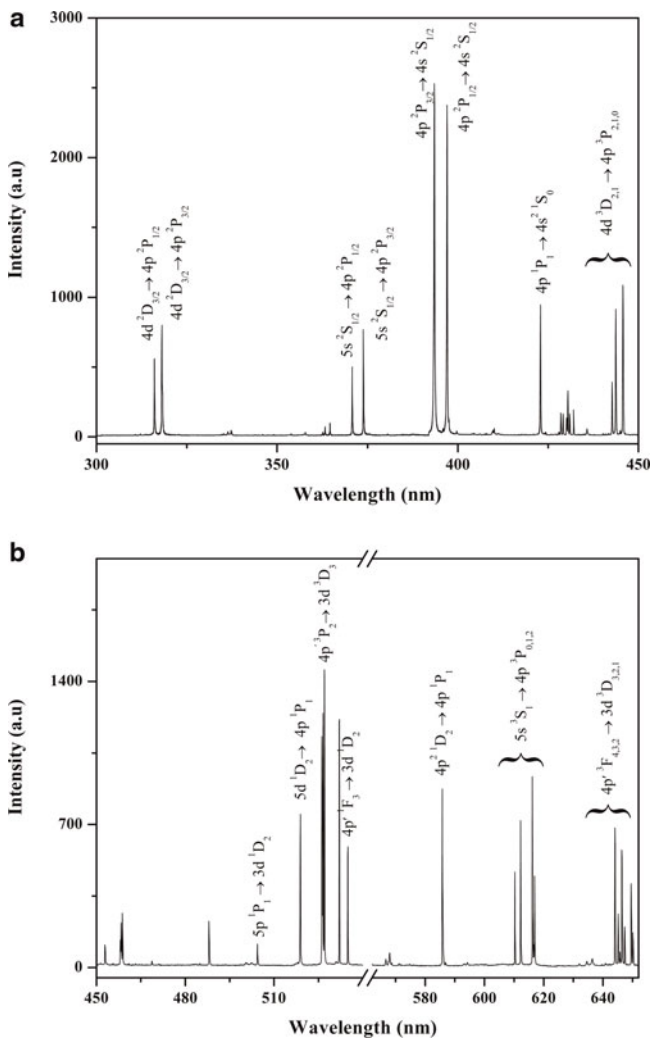 a
3000
2000
1000
0
Intensity (a.u)
4d ²D₃/₂→4p ²P₁/₂
4d ²D₃/₂→4p ²P₃/₂
5s ²S₁/₂→4p ²P₁/₂
5s ²S₁/₂→4p ²P₃/₂
4p ²P₃/₂→4s ²S₁/₂
4p ²P₁/₂→4s ²S₁/₂
4p ¹P₁→4s² ¹S₀
4d ³D₂,₁→4p ³P₂,₁,₀
300 350 400 450
Wavelength (nm)
b
1400
700
0
Intensity (a.u)
5p ¹P₁→3d ¹D₂
5d ¹D₂→4p ¹P₁
4p' ³P₂→3d ³D₃
4p' ¹F₃→3d ¹D₂
4p² ¹D₂→4p ¹P₁
5s ³S₁→4p ³P₀,₁,₂
4p' ³F₄,₃,₂→3d ³D₃,₂,₁
450 480 510 580 600 620 640
Wavelength (nm)